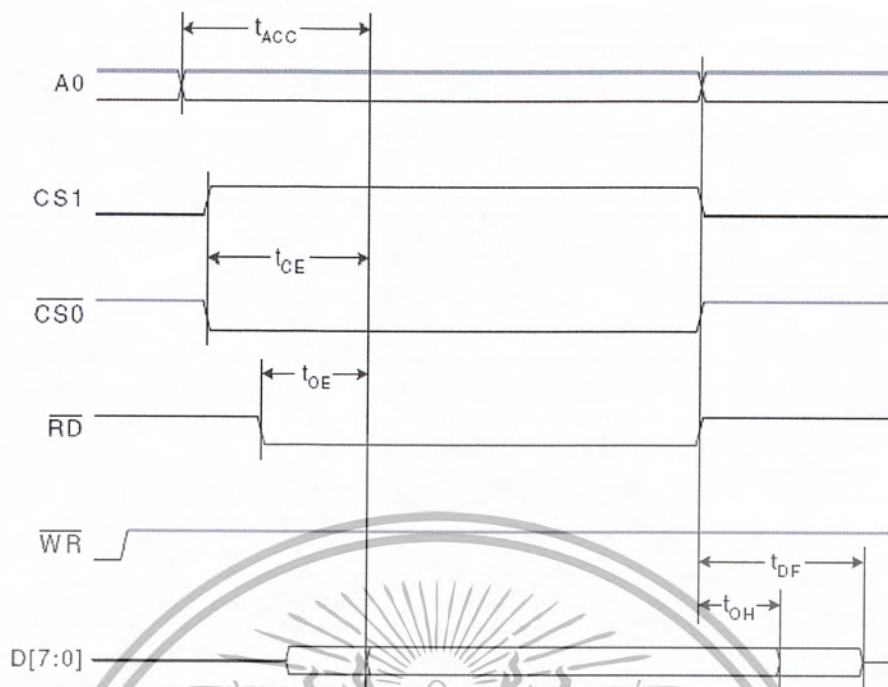 tACC
A0
CS1
tCE
CS0
tOE
RD
WR
tDF
tOH
D[7:0]